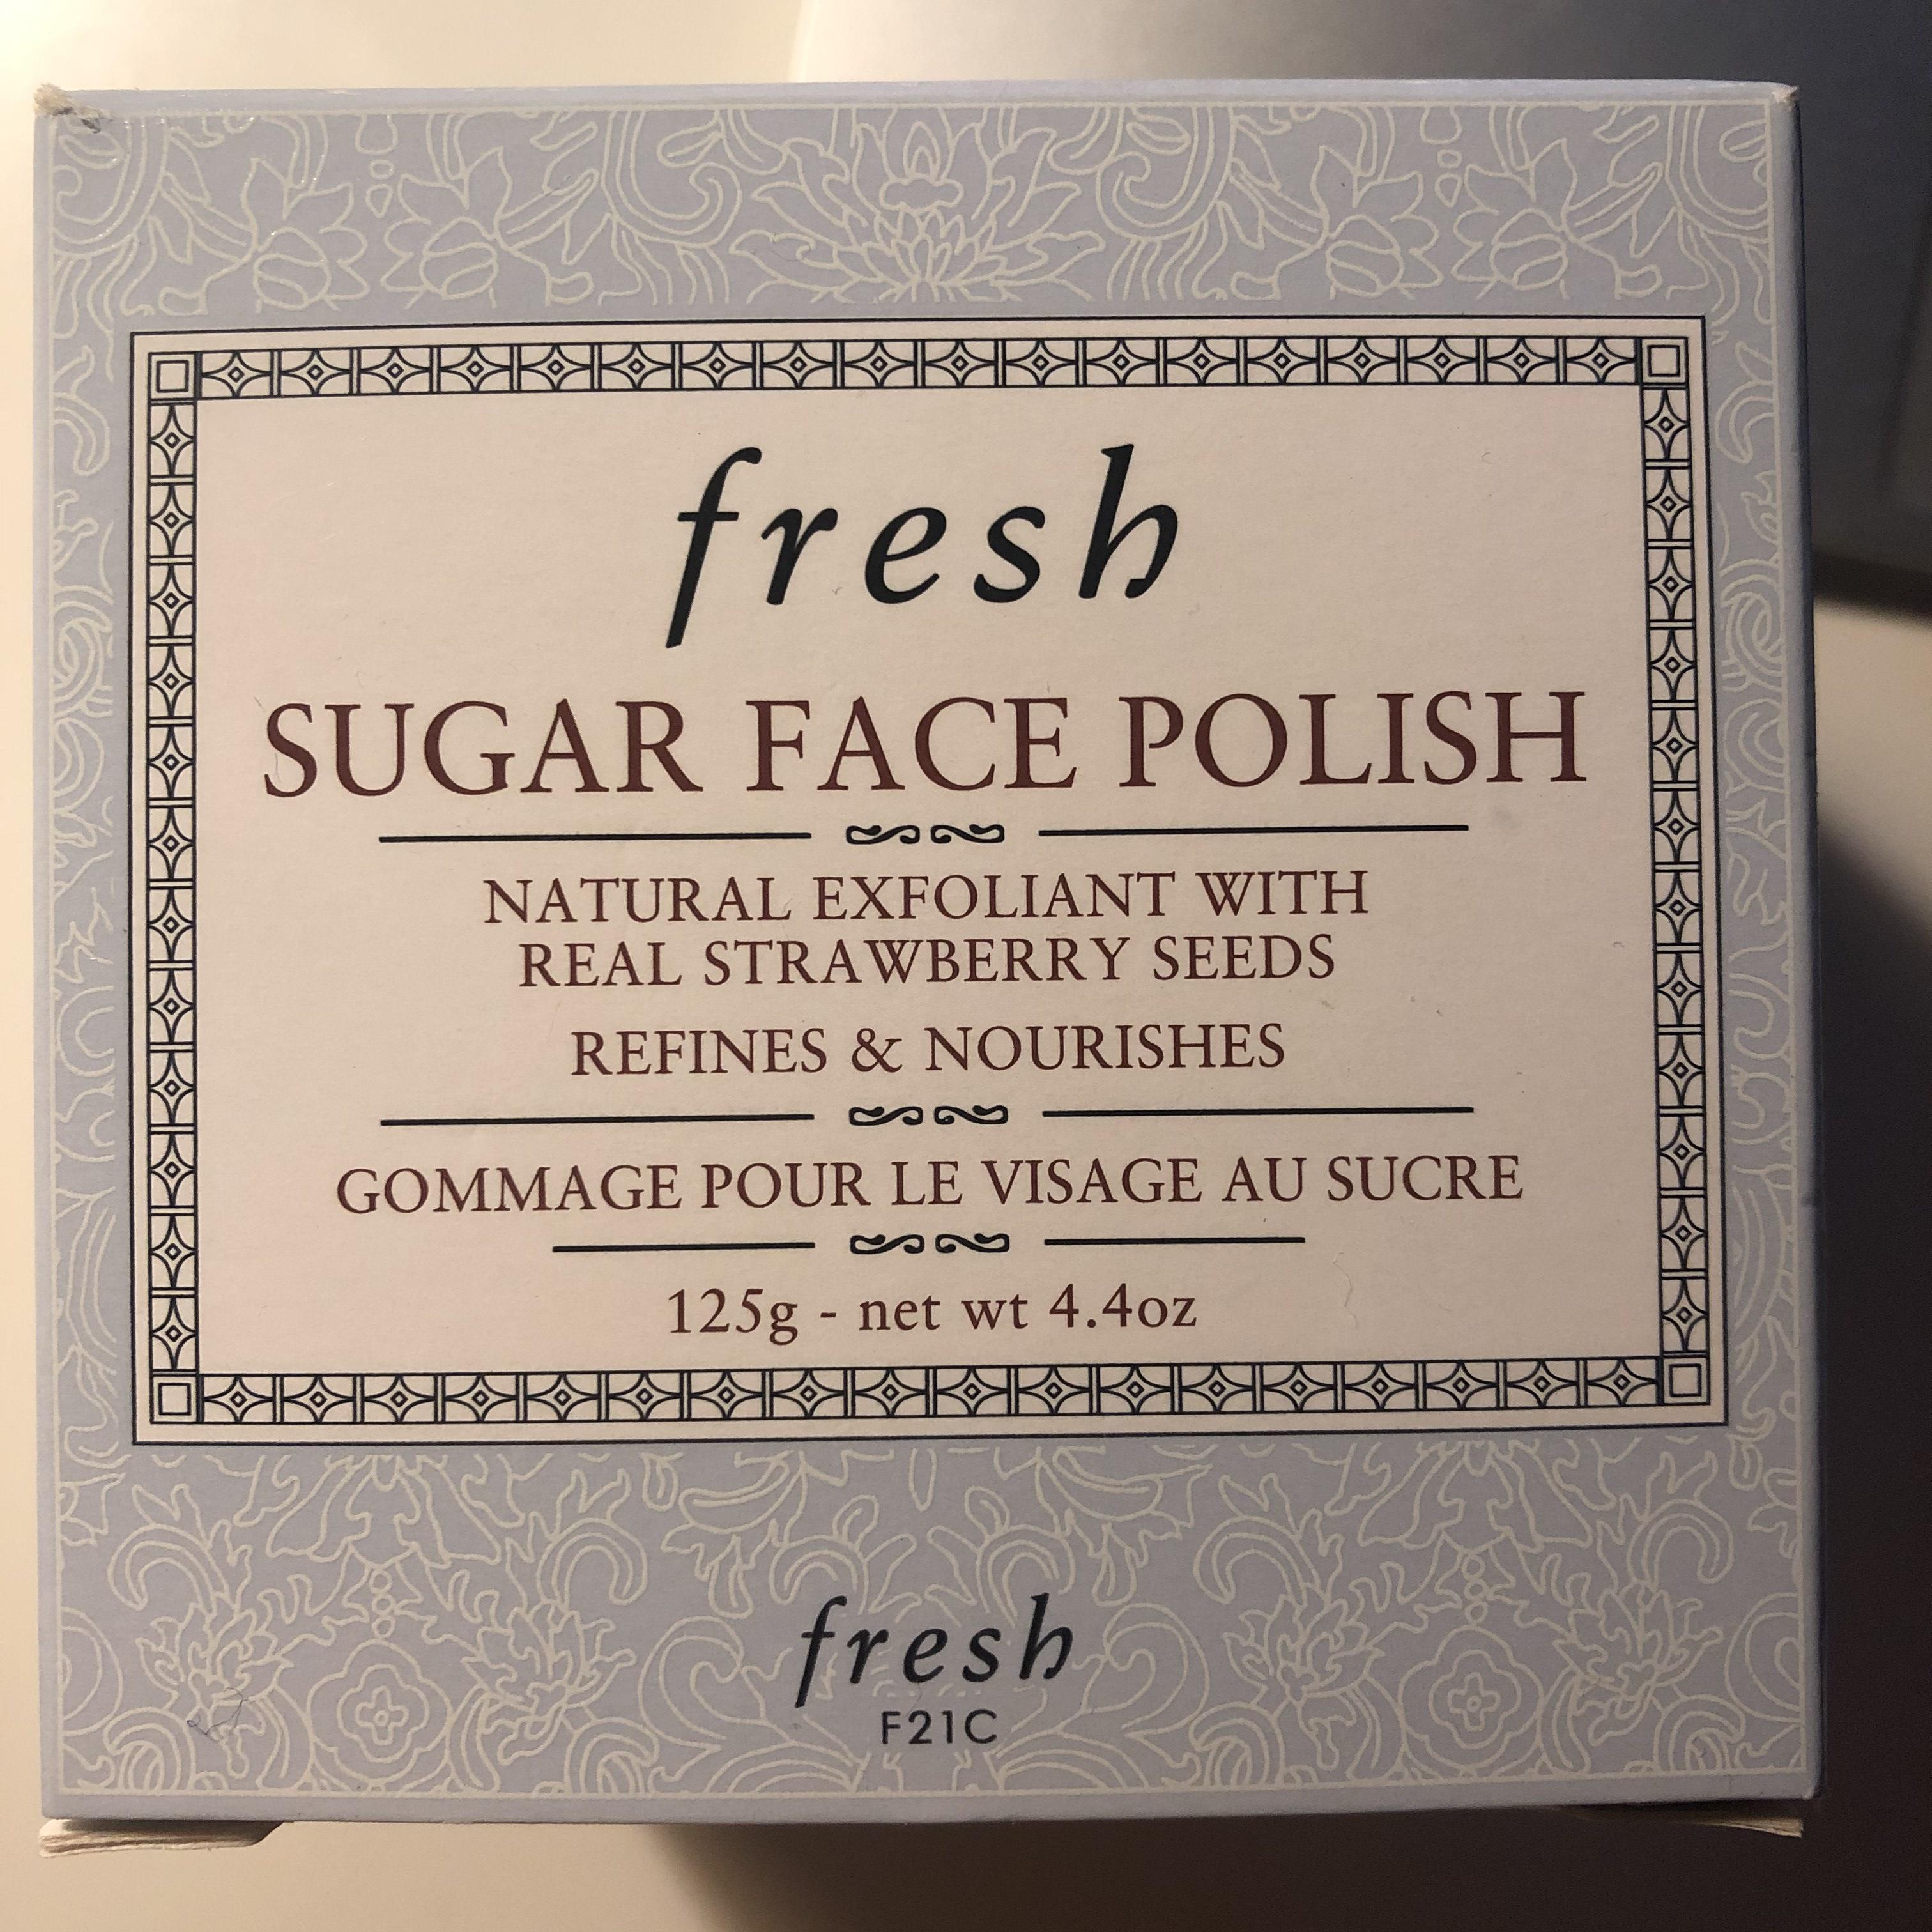 fresh
SUGAR FACE POLISH
NATURAL EXFOLIANT WITH
REAL STRAWBERRY SEEDS
REFINES & NOURISHES
GOMMAGE POUR LE VISAGE AU SUCRE
125g - net wt 4.4oz
fresh
F21C